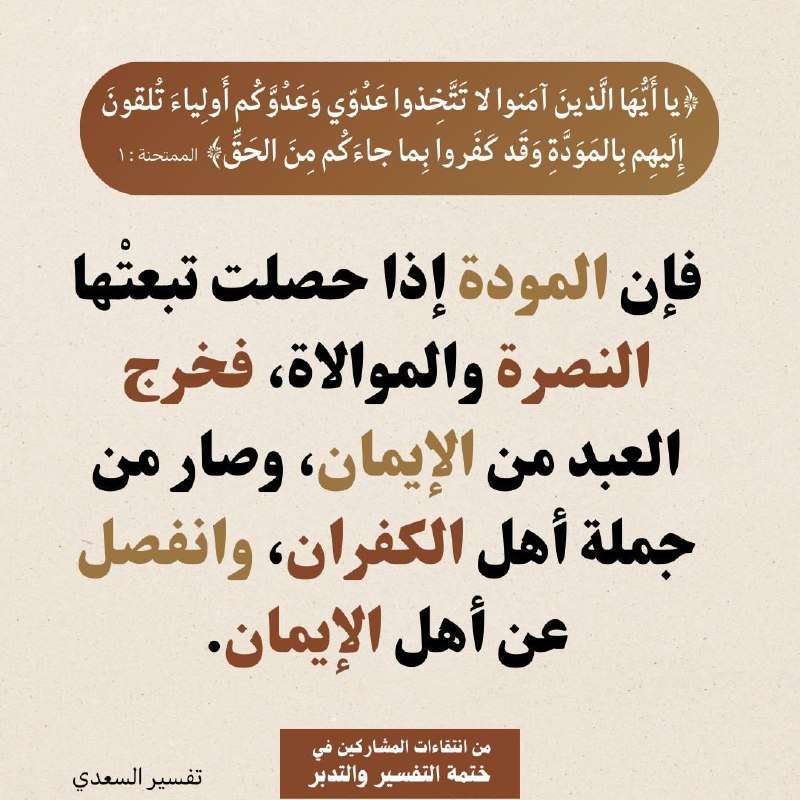 ﴿يا أَيُّهَا الَّذينَ آمَنوا لا تَتَّخِذوا عَدُوّي وَعَدُوَّكُم أَولِياءَ تُلقونَ
إِلَيهِم بِالمَوَدَّةِ وَقَد كَفَروا بِما جاءَكُم مِنَ الحَقِّ﴾ الممتحنة : ١
فإن المودة إذا حصلت تبعتْها
النصرة والموالاة، فخرج
العبد من الإيمان، وصار من
جملة أهل الكفران، وانفصل
عن أهل الإيمان.
من انتقاءات المشاركين في
ختمة التفسير والتدبر
تفسير السعدي